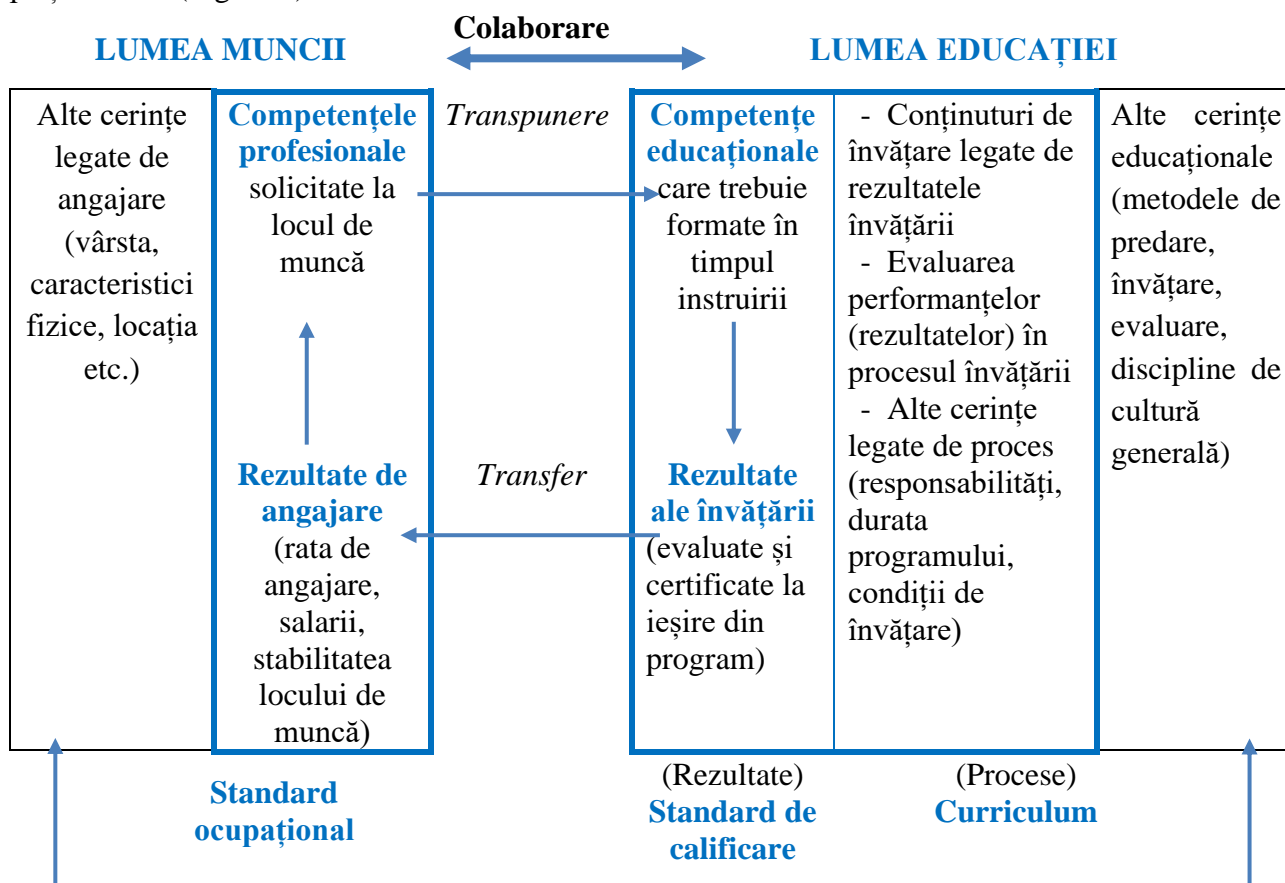 Colaborare
LUMEA MUNCII
LUMEA EDUCAȚIEI
Alte cerințe
legate de
angajare
(vârsta,
caracteristici
fizice, locația
etc.)
Competențele
profesionale
solicitate la
locul de
muncă
Rezultate de
angajare
(rata de
angajare,
salarii,
stabilitatea
locului de
muncă)
Transpunere
Transfer
Competențe
educaționale
care trebuie
formate în
timpul
instruirii
Rezultate
ale învățării
(evaluate și
certificate la
ieșire din
program)
- Conținuturi de
învățare legate de
rezultatele
învățării
- Evaluarea
performanțelor
(rezultatelor) în
procesul învățării
- Alte cerințe
legate de proces
(responsabilități,
durata
programului,
condiții de
învățare)
Alte cerințe
educaționale
(metodele de
predare,
învățare,
evaluare,
discipline de
cultură
generală)
Standard
ocupațional
(Rezultate)
Standard de
calificare
(Procese)
Curriculum